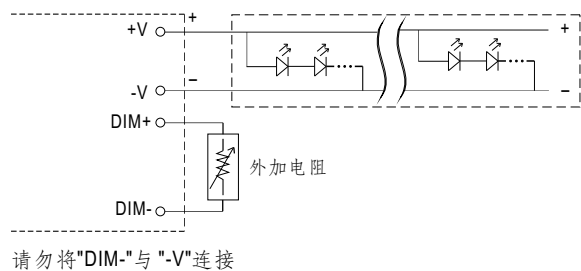 +V
+
+
-V
−
−
DIM+
外加电阻
DIM-
请勿将"DIM-"与 "-V"连接